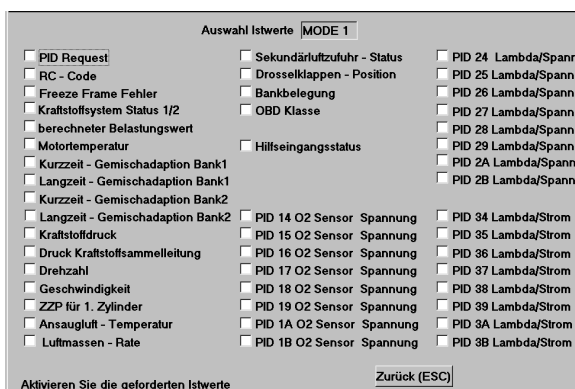 Auswahl Istwerte MODE 1
PID Request
RC - Code
Freeze Frame Fehler
Kraftstoffsystem Status 1/2
berechneter Belastungswert
Motortemperatur
Kurzzeit - Gemischadaption Bank1
Langzeit - Gemischadaption Bank1
Kurzzeit - Gemischadaption Bank2
Langzeit - Gemischadaption Bank2
Kraftstoffdruck
Druck Kraftstoffsammelleitung
Drehzahl
Geschwindigkeit
ZZP für 1. Zylinder
Ansaugluft - Temperatur
Luftmassen - Rate
Sekundärluftzufuhr - Status
Drosselklappen - Position
Bankbelegung
OBD Klasse
Hilfseingangsstatus
PID 14 O2 Sensor Spannung
PID 15 O2 Sensor Spannung
PID 16 O2 Sensor Spannung
PID 17 O2 Sensor Spannung
PID 18 O2 Sensor Spannung
PID 19 O2 Sensor Spannung
PID 1A O2 Sensor Spannung
PID 1B O2 Sensor Spannung
PID 24 Lambda/Spann
PID 25 Lambda/Spann
PID 26 Lambda/Spann
PID 27 Lambda/Spann
PID 28 Lambda/Spann
PID 29 Lambda/Spann
PID 2A Lambda/Spann
PID 2B Lambda/Spann
PID 34 Lambda/Strom
PID 35 Lambda/Strom
PID 36 Lambda/Strom
PID 37 Lambda/Strom
PID 38 Lambda/Strom
PID 39 Lambda/Strom
PID 3A Lambda/Strom
PID 3B Lambda/Strom
Zurück (ESC)
Aktivieren Sie die geforderten Istwerte